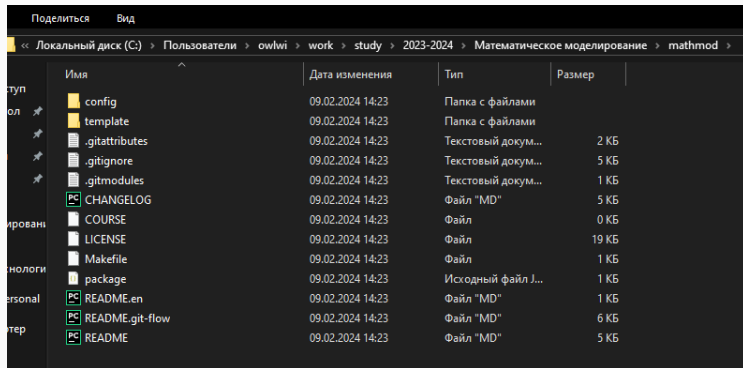 Поделиться Вид
« Локальный диск (C:) › Пользователи › owlwi › work › study › 2023-2024 › Математическое моделирование › mathmod ›
Имя Дата изменения Тип Размер
config 09.02.2024 14:23 Папка с файлами
template 09.02.2024 14:23 Папка с файлами
.gitattributes 09.02.2024 14:23 Текстовый докум... 2 КБ
.gitignore 09.02.2024 14:23 Текстовый докум... 5 КБ
.gitmodules 09.02.2024 14:23 Текстовый докум... 1 КБ
PC CHANGELOG 09.02.2024 14:23 Файл "MD" 5 КБ
COURSE 09.02.2024 14:23 Файл 0 КБ
LICENSE 09.02.2024 14:23 Файл 19 КБ
Makefile 09.02.2024 14:23 Файл 1 КБ
package 09.02.2024 14:23 Исходный файл J... 1 КБ
PC README.en 09.02.2024 14:23 Файл "MD" 1 КБ
PC README.git-flow 09.02.2024 14:23 Файл "MD" 6 КБ
PC README 09.02.2024 14:23 Файл "MD" 5 КБ